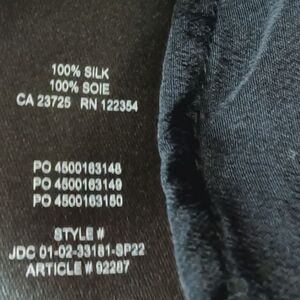 100% SILK
100% SOIE
CA 23725 RN 122354
PO 4500163148
PO 4500163149
PO 4500163150
STYLE #
JDC 01-02-33181-SP22
ARTICLE # 92287